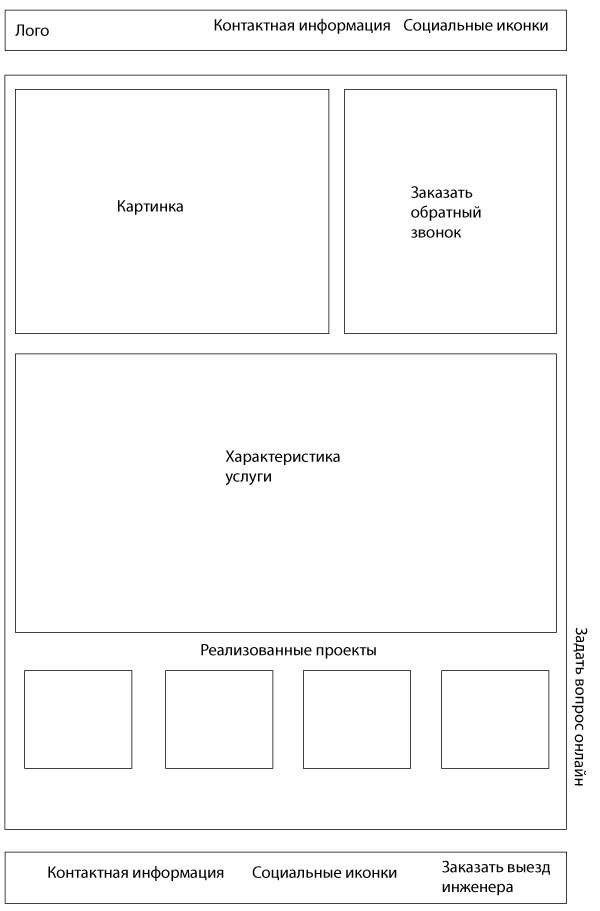 Лого
Контактная информация
Социальные иконки
Картинка
Заказать
обратный
звонок
Характеристика
услуги
Реализованные проекты
Задать вопрос онлайн
Контактная информация
Социальные иконки
Заказать выезд
инженера